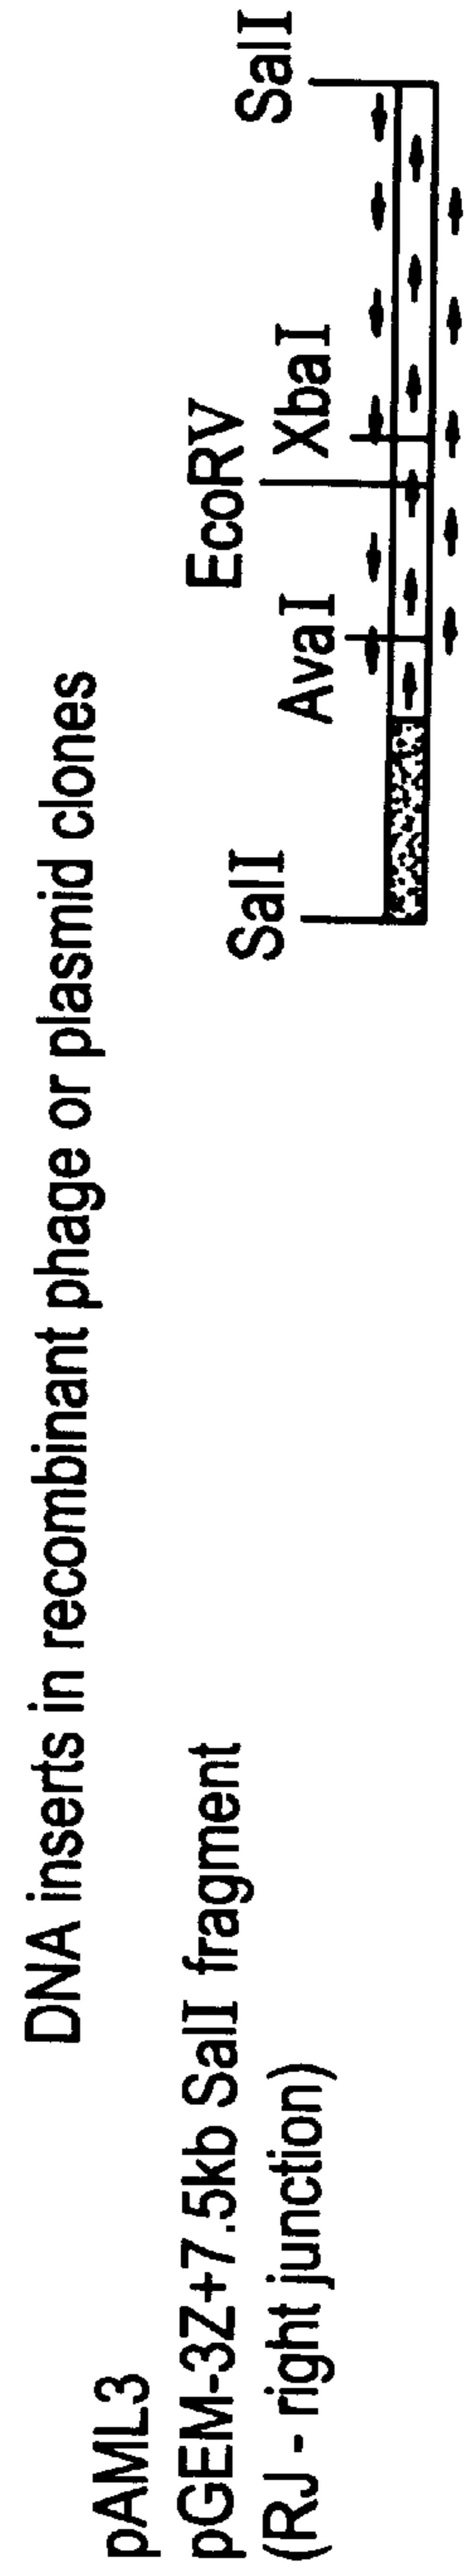 DNA inserts in recombinant phage or plasmid clones
pAML3
pGEM-3Z+7.5kb SalI fragment
(RJ - right junction)
SalI
AvaI
EcoRV
XbaI
SalI